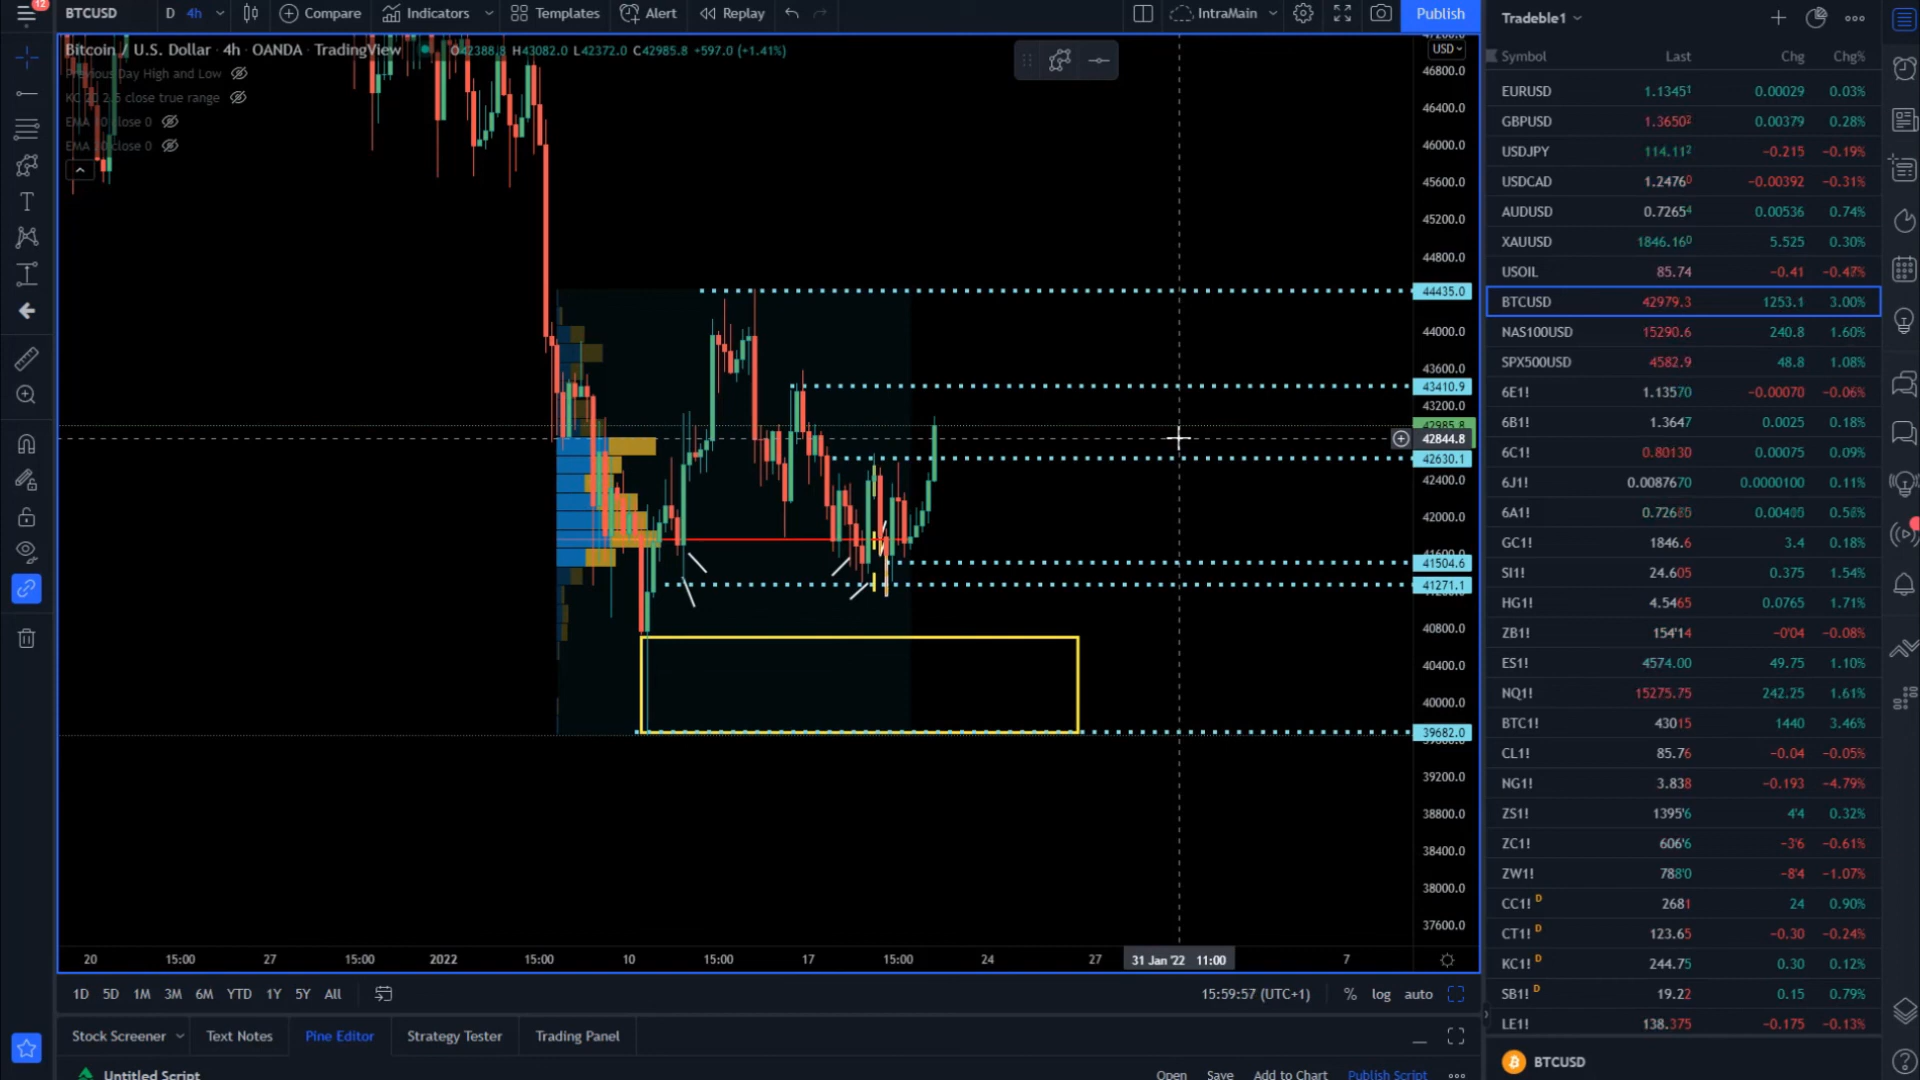 12
BTCUSD D 4h Compare Indicators Templates Alert Replay IntraMain Publish
Bitcoin / U.S. Dollar · 4h · OANDA · TradingView O42388.8 H43082.0 L42372.0 C42985.8 +597.0 (+1.41%)
Previous Day High and Low
close true range
close 0
close 0
USD
46800.0
46400.0
46000.0
45600.0
45200.0
44800.0
44435.0
44000.0
43600.0
43410.9
43200.0
42985.8
42844.8
42630.1
42400.0
42000.0
41504.6
41271.1
40800.0
40400.0
40000.0
39682.0
39200.0
38800.0
38400.0
38000.0
37600.0
20 15:00 27 15:00 2022 15:00 10 15:00 17 15:00 24 27 31 Jan '22 11:00 7
1D 5D 1M 3M 6M YTD 1Y 5Y All 15:59:57 (UTC+1) % log auto
Stock Screener Text Notes Pine Editor Strategy Tester Trading Panel
Untitled Script Open Save Add to Chart Publish Script
Tradeble1
Symbol Last Chg Chg%
EURUSD 1.13451 0.00029 0.03%
GBPUSD 1.36502 0.00379 0.28%
USDJPY 114.112 −0.215 −0.19%
USDCAD 1.24760 −0.00392 −0.31%
AUDUSD 0.72654 0.00536 0.74%
XAUUSD 1846.160 5.525 0.30%
USOIL 85.74 −0.41 −0.47%
BTCUSD 42979.3 1253.1 3.00%
NAS100USD 15290.6 240.8 1.60%
SPX500USD 4582.9 48.8 1.08%
6E1! 1.13570 −0.00070 −0.06%
6B1! 1.3647 0.0025 0.18%
6C1! 0.80130 0.00075 0.09%
6J1! 0.0087670 0.0000100 0.11%
6A1! 0.72685 0.58%
GC1! 1846.6 3.4 0.18%
SI1! 24.605 0.375 1.54%
HG1! 4.5465 0.0765 1.71%
ZB1! 154'14 −0'04 −0.08%
ES1! 4574.00 49.75 1.10%
NQ1! 15275.75 242.25 1.61%
BTC1! 43015 1440 3.46%
CL1! 85.76 −0.04 −0.05%
NG1! 3.838 −0.193 −4.79%
ZS1! 1395'6 4'4 0.32%
ZC1! 606'6 −3'6 −0.61%
ZW1! 788'0 −8'4 −1.07%
CC1! D 2681 24 0.90%
CT1! D 123.65 −0.30 −0.24%
KC1! D 244.75 0.30 0.12%
SB1! D 19.22 0.15 0.79%
LE1! 138.375 −0.175 −0.13%
BTCUSD